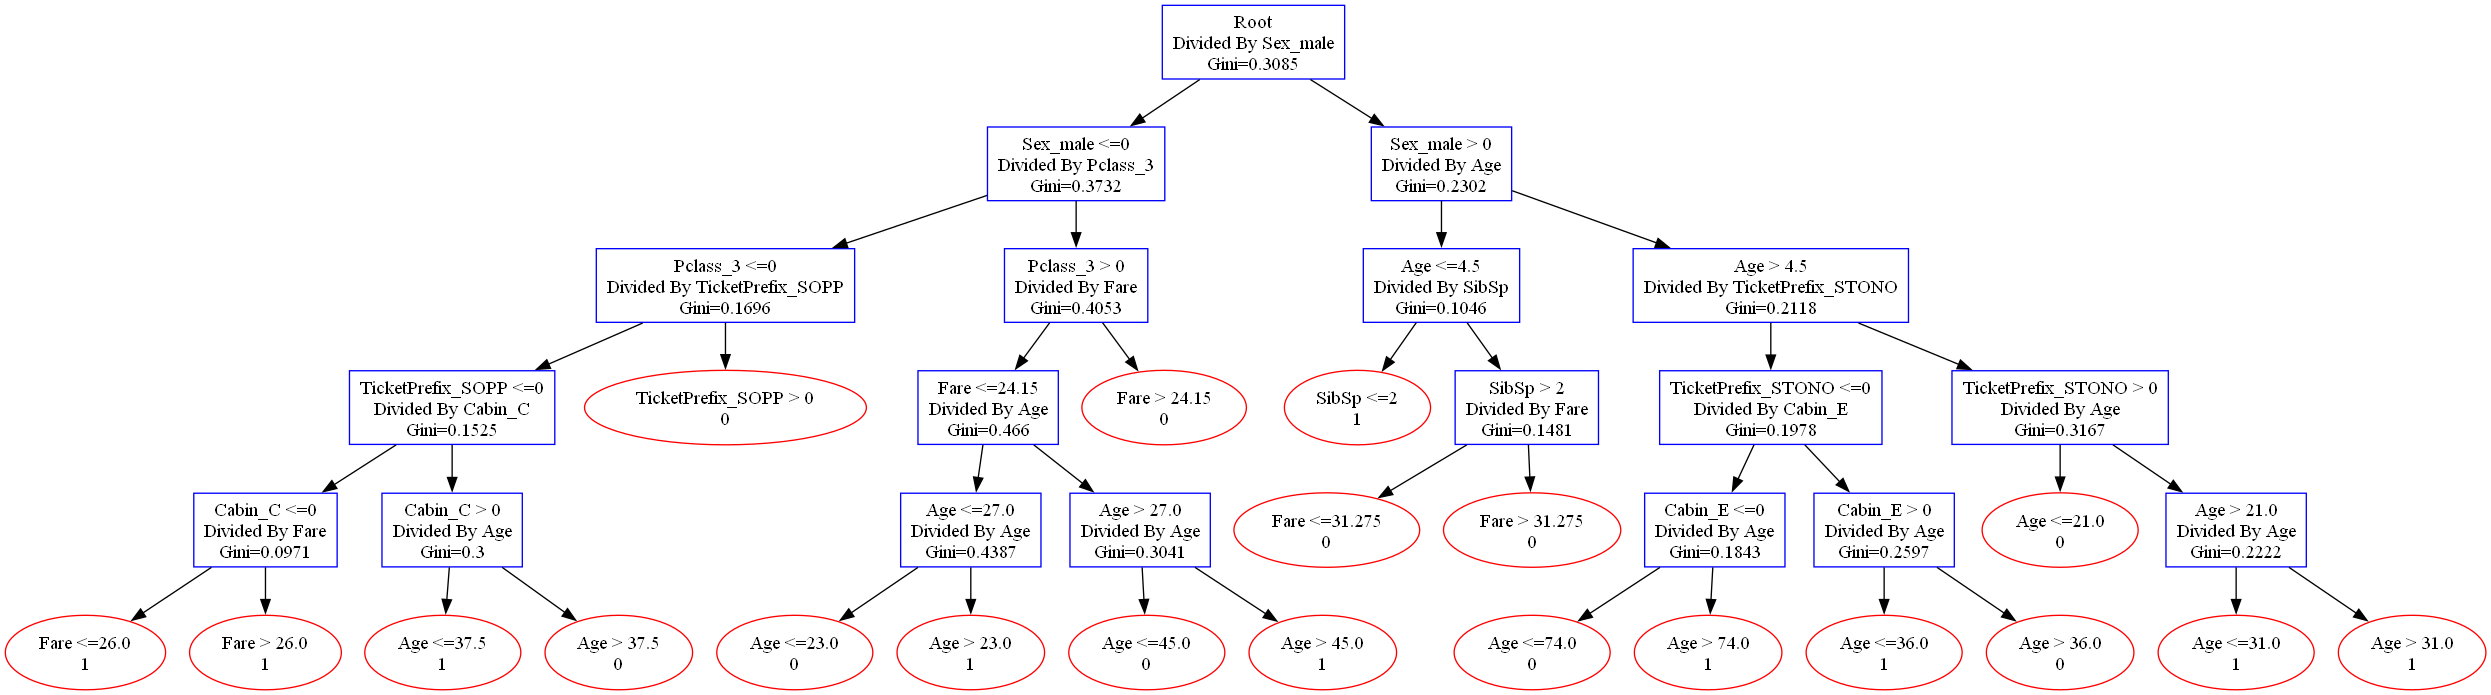 Root
Divided By Sex_male
Gini=0.3085
Sex_male <=0
Divided By Pclass_3
Gini=0.3732
Sex_male > 0
Divided By Age
Gini=0.2302
Pclass_3 <=0
Divided By TicketPrefix_SOPP
Gini=0.1696
Pclass_3 > 0
Divided By Fare
Gini=0.4053
Age <=4.5
Divided By SibSp
Gini=0.1046
Age > 4.5
Divided By TicketPrefix_STONO
Gini=0.2118
TicketPrefix_SOPP <=0
Divided By Cabin_C
Gini=0.1525
TicketPrefix_SOPP > 0
0
Fare <=24.15
Divided By Age
Gini=0.466
Fare > 24.15
0
SibSp <=2
1
SibSp > 2
Divided By Fare
Gini=0.1481
TicketPrefix_STONO <=0
Divided By Cabin_E
Gini=0.1978
TicketPrefix_STONO > 0
Divided By Age
Gini=0.3167
Cabin_C <=0
Divided By Fare
Gini=0.0971
Cabin_C > 0
Divided By Age
Gini=0.3
Age <=27.0
Divided By Age
Gini=0.4387
Age > 27.0
Divided By Age
Gini=0.3041
Fare <=31.275
0
Fare > 31.275
0
Cabin_E <=0
Divided By Age
Gini=0.1843
Cabin_E > 0
Divided By Age
Gini=0.2597
Age <=21.0
0
Age > 21.0
Divided By Age
Gini=0.2222
Fare <=26.0
1
Fare > 26.0
1
Age <=37.5
1
Age > 37.5
0
Age <=23.0
0
Age > 23.0
1
Age <=45.0
0
Age > 45.0
1
Age <=74.0
0
Age > 74.0
1
Age <=36.0
1
Age > 36.0
0
Age <=31.0
1
Age > 31.0
1